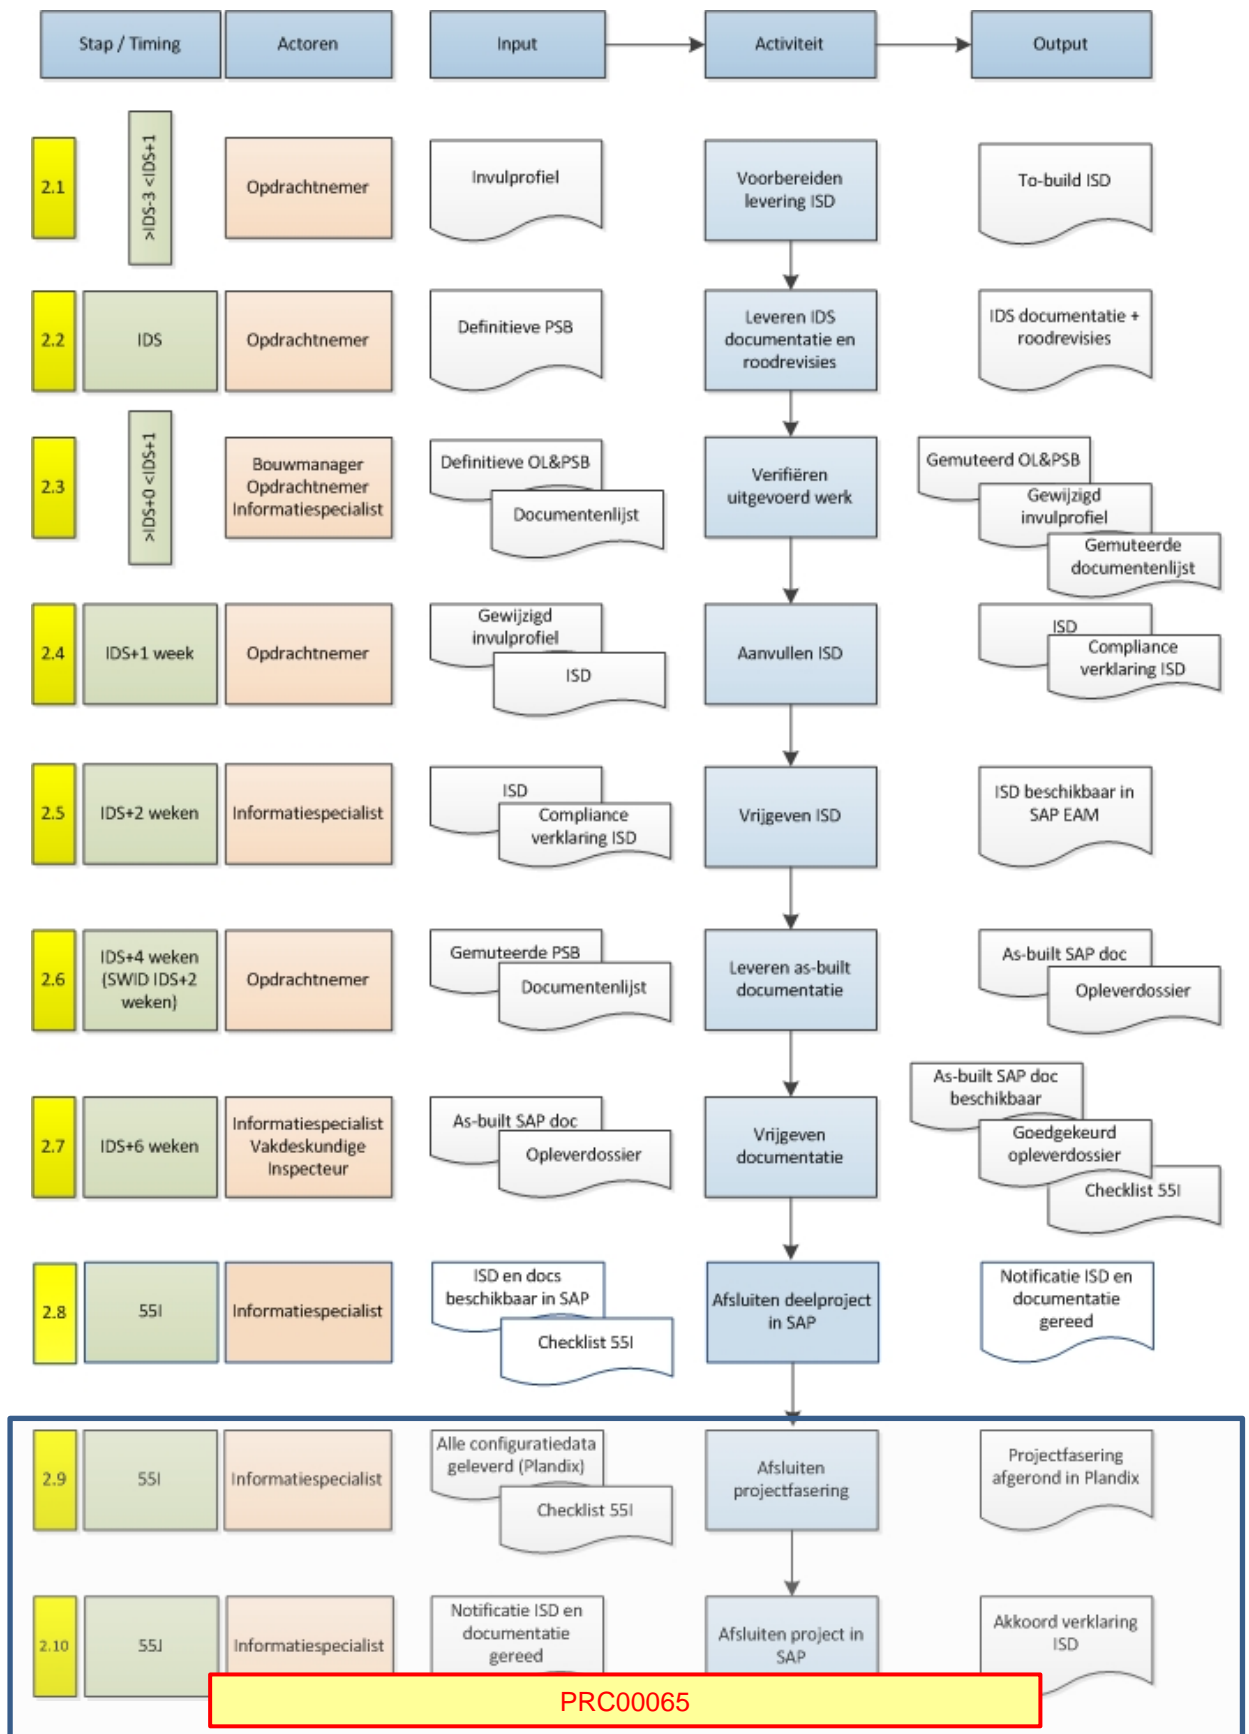 Stap / Timing
Actoren
Input
Activiteit
Output
2.1
>IDS-3 <IDS+1
Opdrachtnemer
Invulprofiel
Voorbereiden
levering ISD
To-build ISD
2.2
IDS
Opdrachtnemer
Definitieve PSB
Leveren IDS
documentatie en
roodrevisies
IDS documentatie +
roodrevisies
2.3
>IDS+0 <IDS+1
Bouwmanager
Opdrachtnemer
Informatiespecialist
Definitieve OL&PSB
Documentenlijst
Verifiëren
uitgevoerd werk
Gemuteerd OL&PSB
Gewijzigd
invulprofiel
Gemuteerde
documentenlijst
2.4
IDS+1 week
Opdrachtnemer
Gewijzigd
invulprofiel
ISD
Aanvullen ISD
ISD
Compliance
verklaring ISD
2.5
IDS+2 weken
Informatiespecialist
ISD
Compliance
verklaring ISD
Vrijgeven ISD
ISD beschikbaar in
SAP EAM
2.6
IDS+4 weken
(SWID IDS+2
weken)
Opdrachtnemer
Gemuteerde PSB
Documentenlijst
Leveren as-built
documentatie
As-built SAP doc
Opleverdossier
2.7
IDS+6 weken
Informatiespecialist
Vakdeskundige
Inspecteur
As-built SAP doc
Opleverdossier
Vrijgeven
documentatie
As-built SAP doc
beschikbaar
Goedgekeurd
opleverdossier
Checklist 55I
2.8
55I
Informatiespecialist
ISD en docs
beschikbaar in SAP
Checklist 55I
Afsluiten deelproject
in SAP
Notificatie ISD en
documentatie
gereed
2.9
55I
Informatiespecialist
Alle configuratiedata
geleverd (Plandix)
Checklist 55I
Afsluiten
projectfasering
Projectfasering
afgerond in Plandix
2.10
55J
Informatiespecialist
Notificatie ISD en
documentatie
gereed
Afsluiten project in
SAP
Akkoord verklaring
ISD
PRC00065